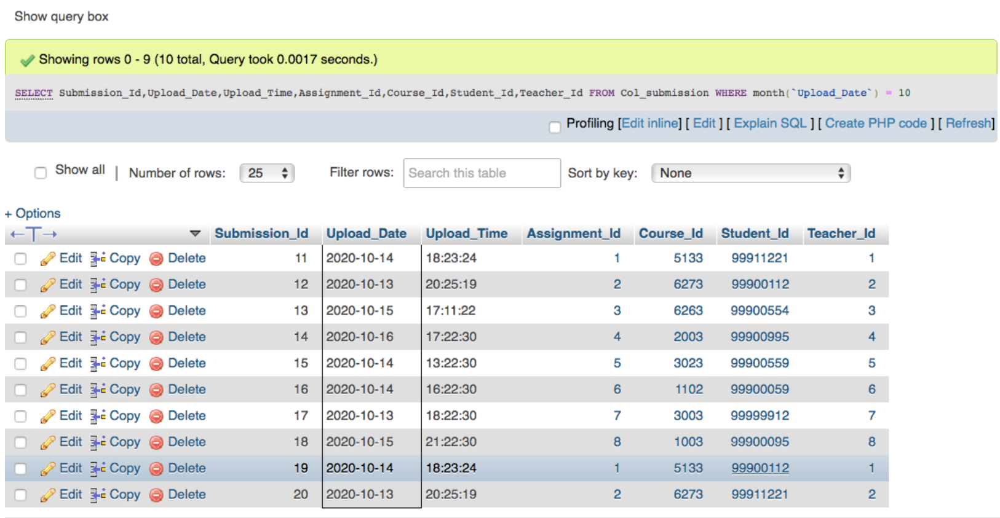 Show query box
Showing rows 0 - 9 (10 total, Query took 0.0017 seconds.)
SELECT Submission_Id,Upload_Date,Upload_Time,Assignment_Id,Course_Id,Student_Id,Teacher_Id FROM Col_submission WHERE month(`Upload_Date`) = 10
Profiling [Edit inline] [ Edit ] [ Explain SQL ] [ Create PHP code ] [ Refresh]
Show all | Number of rows: 25 Filter rows: Search this table Sort by key: None
+ Options
←T→ Submission_Id Upload_Date Upload_Time Assignment_Id Course_Id Student_Id Teacher_Id
Edit Copy Delete 11 2020-10-14 18:23:24 1 5133 99911221 1
Edit Copy Delete 12 2020-10-13 20:25:19 2 6273 99900112 2
Edit Copy Delete 13 2020-10-15 17:11:22 3 6263 99900554 3
Edit Copy Delete 14 2020-10-16 17:22:30 4 2003 99900995 4
Edit Copy Delete 15 2020-10-14 13:22:30 5 3023 99900559 5
Edit Copy Delete 16 2020-10-14 16:22:30 6 1102 99900059 6
Edit Copy Delete 17 2020-10-13 18:22:30 7 3003 99999912 7
Edit Copy Delete 18 2020-10-15 21:22:30 8 1003 99900095 8
Edit Copy Delete 19 2020-10-14 18:23:24 1 5133 99900112 1
Edit Copy Delete 20 2020-10-13 20:25:19 2 6273 99911221 2